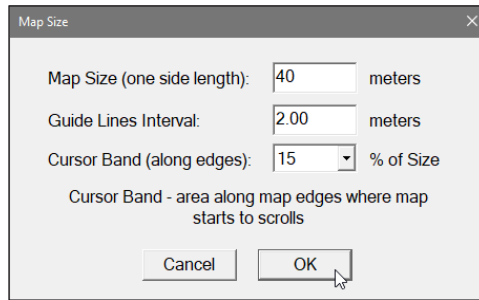 Map Size
Map Size (one side length): 40 meters
Guide Lines Interval: 2.00 meters
Cursor Band (along edges): 15 % of Size
Cursor Band - area along map edges where map
starts to scrolls
Cancel OK